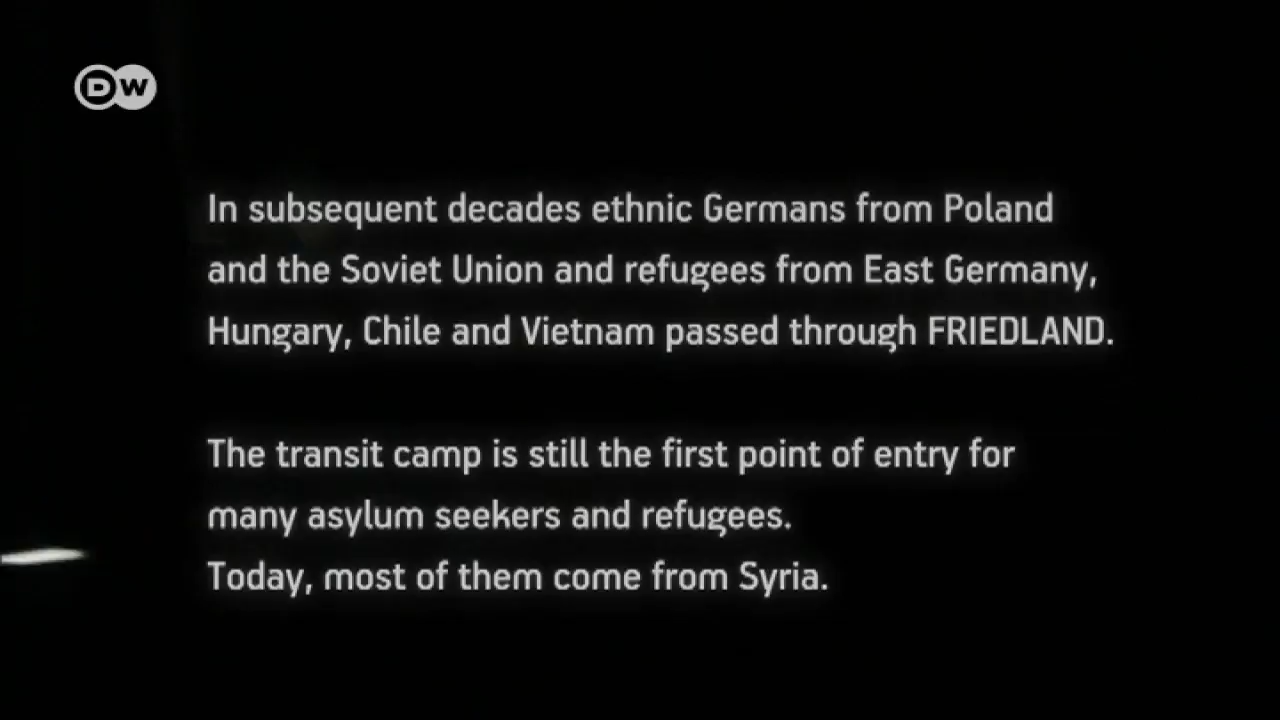 DW
In subsequent decades ethnic Germans from Poland
and the Soviet Union and refugees from East Germany,
Hungary, Chile and Vietnam passed through FRIEDLAND.
The transit camp is still the first point of entry for
many asylum seekers and refugees.
Today, most of them come from Syria.